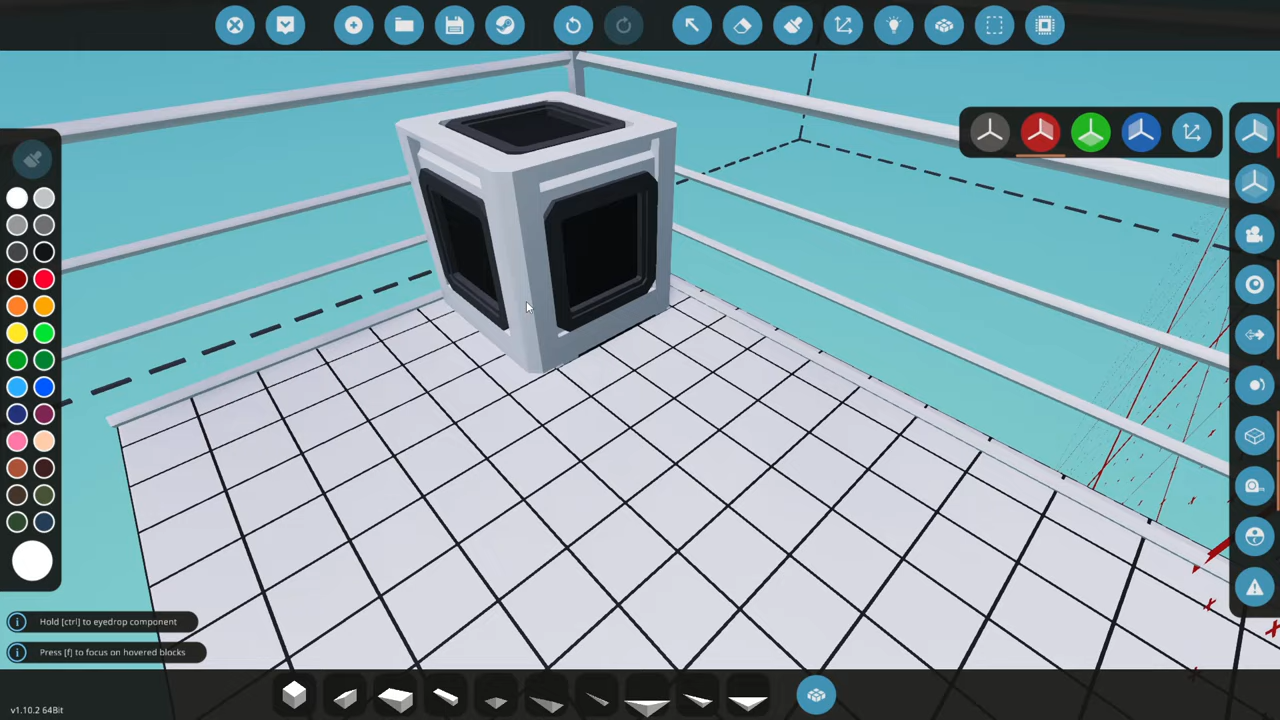 Hold [ctrl] to eyedrop component
Press [f] to focus on hovered blocks
v1.10.2 64Bit